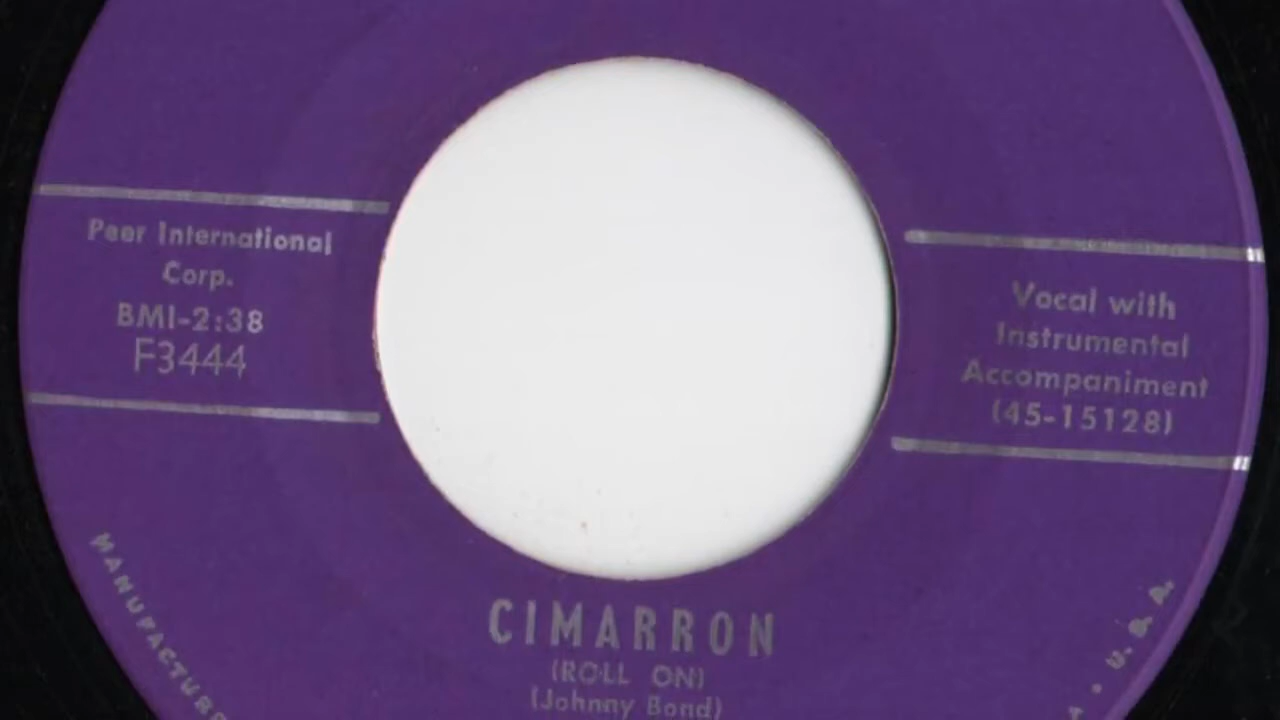 Peer International
Corp.
BMI-2:38
F3444
Vocal with
Instrumental
Accompaniment
(45-15128)
CIMARRON
(ROLL ON)
(Johnny Bond)
U. S. A.